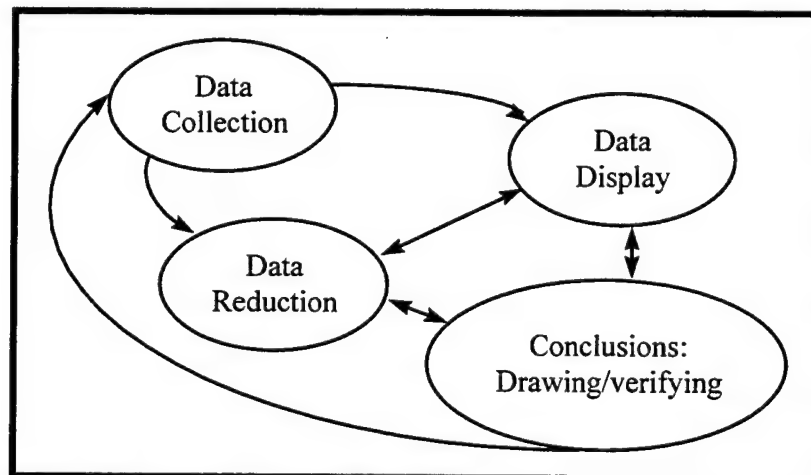 Data
Collection
Data
Display
Data
Reduction
Conclusions:
Drawing/verifying